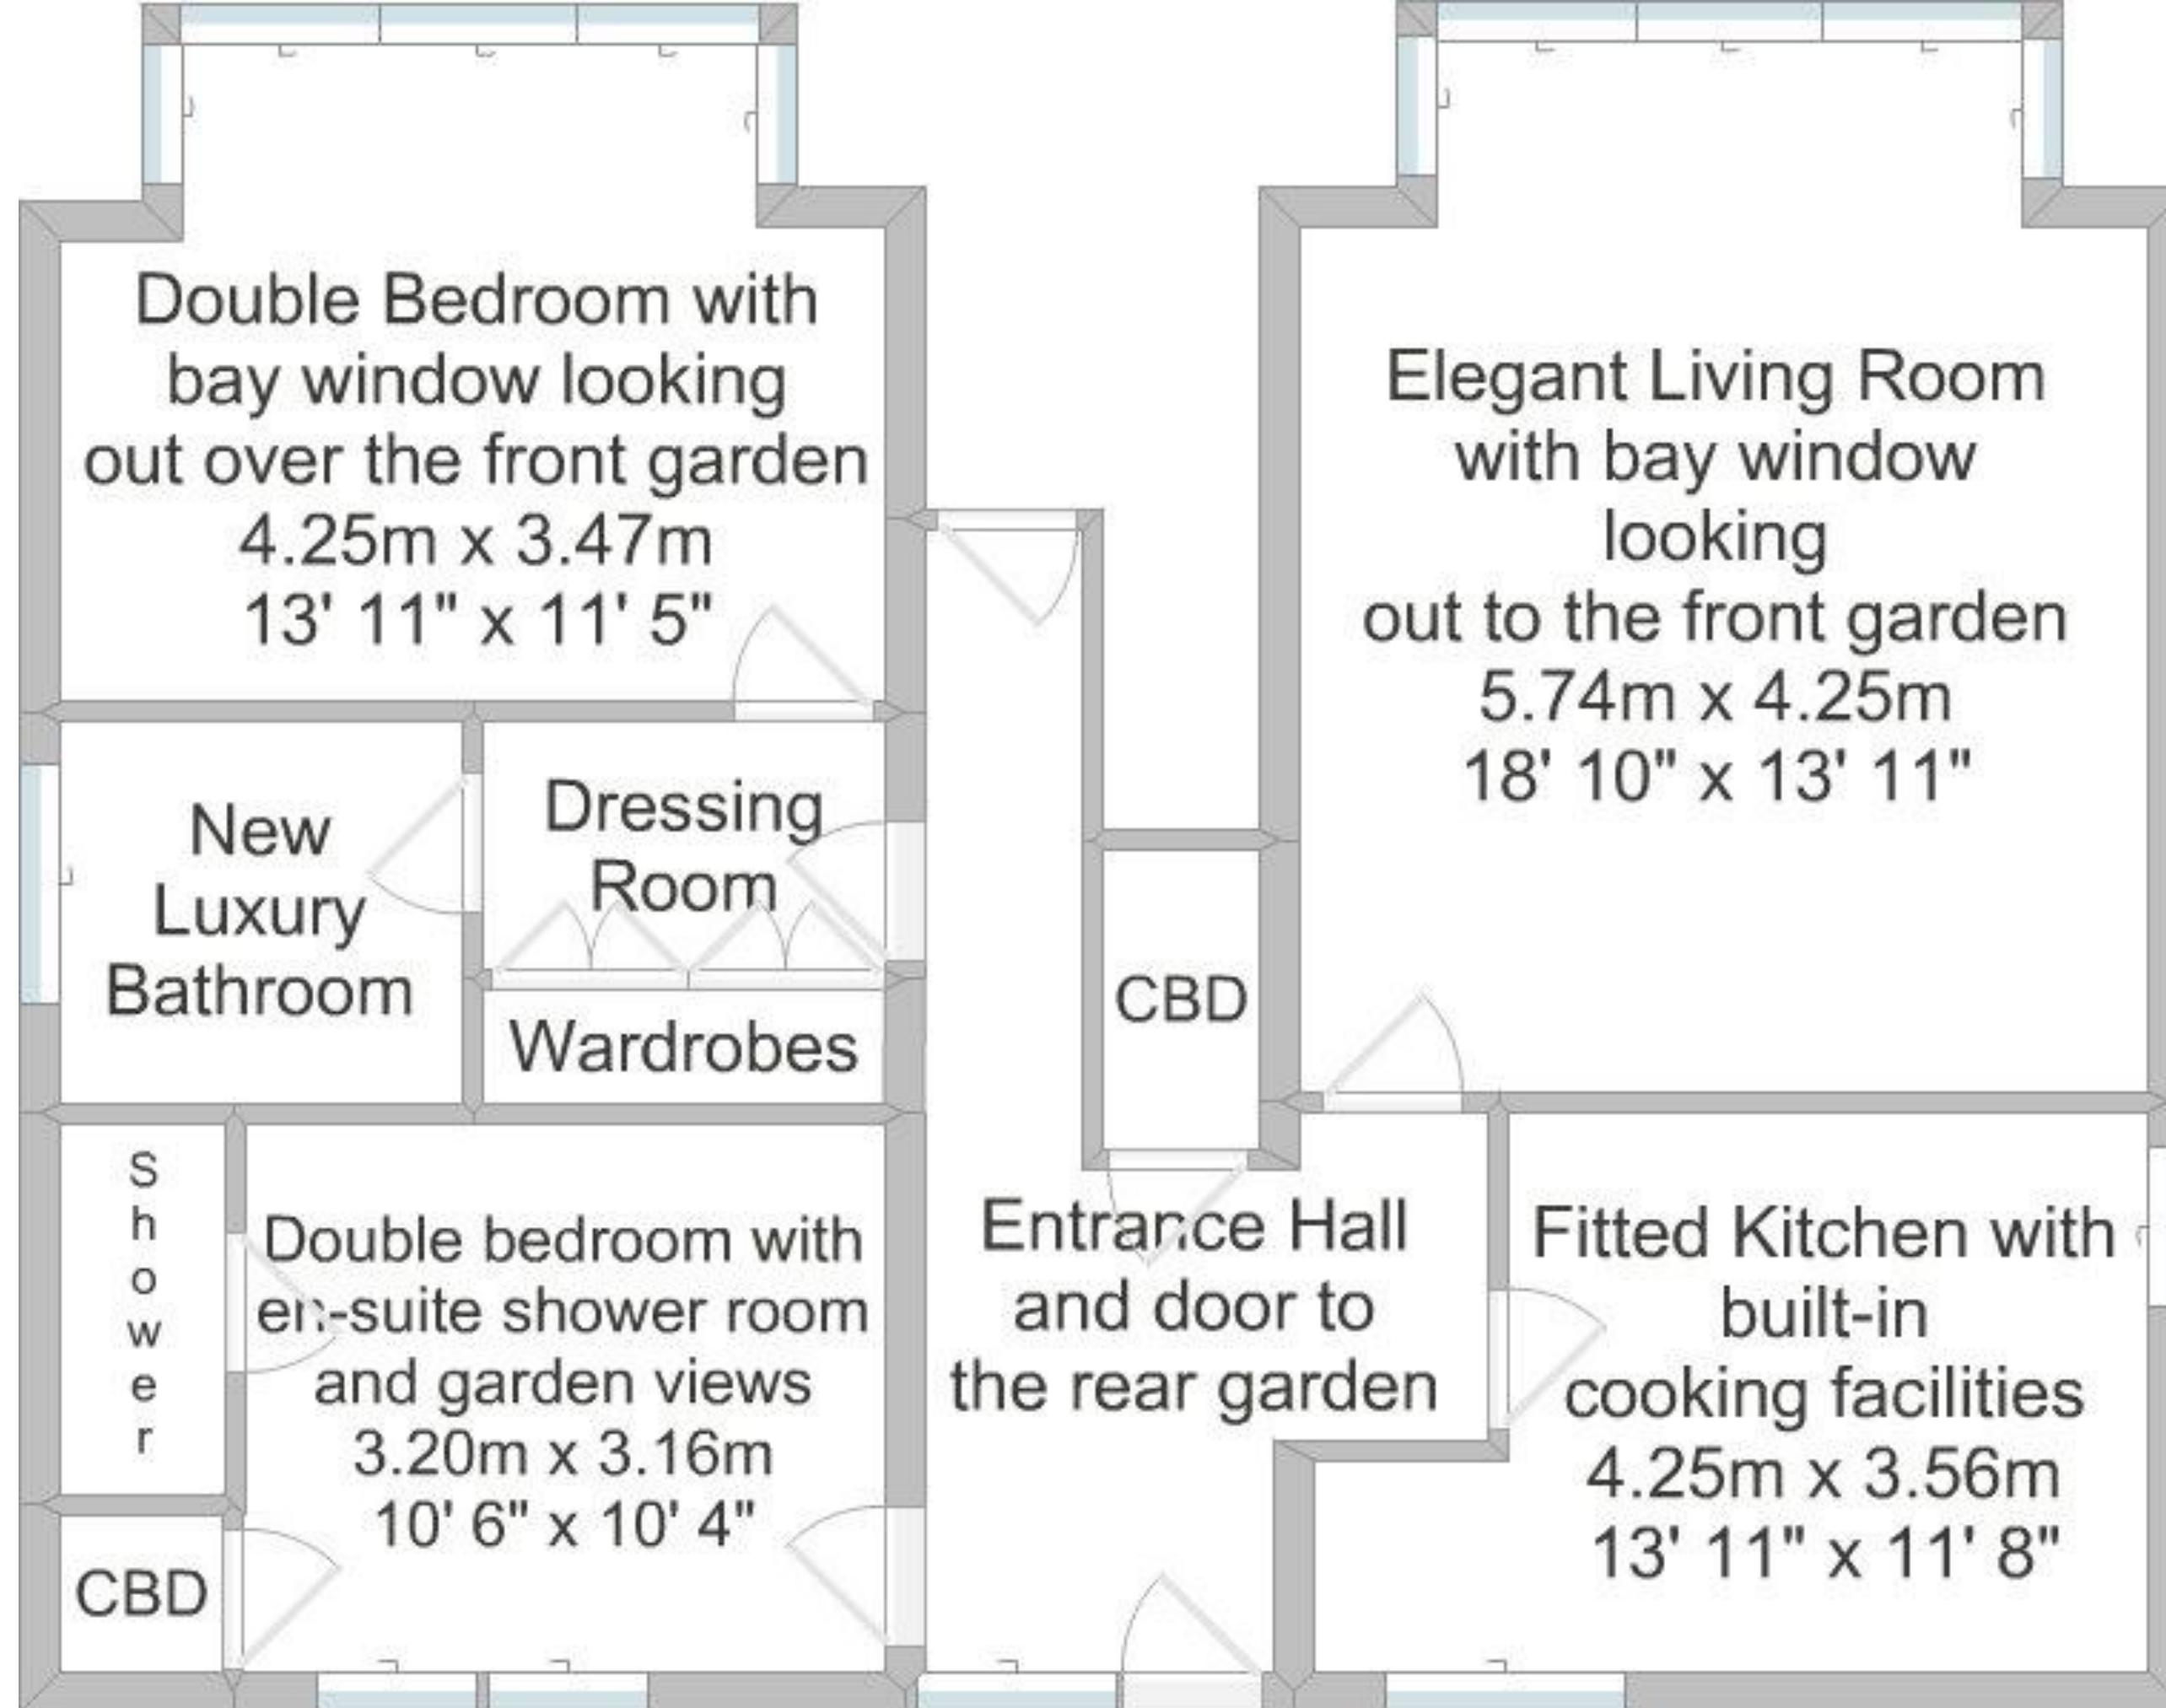 Double Bedroom with
bay window looking
out over the front garden
4.25m x 3.47m
13' 11" x 11' 5"
Elegant Living Room
with bay window
looking
out to the front garden
5.74m x 4.25m
18' 10" x 13' 11"
New
Luxury
Bathroom
Dressing
Room
Wardrobes
CBD
Shower
Double bedroom with
en-suite shower room
and garden views
3.20m x 3.16m
10' 6" x 10' 4"
CBD
Entrance Hall
and door to
the rear garden
Fitted Kitchen with
built-in
cooking facilities
4.25m x 3.56m
13' 11" x 11' 8"